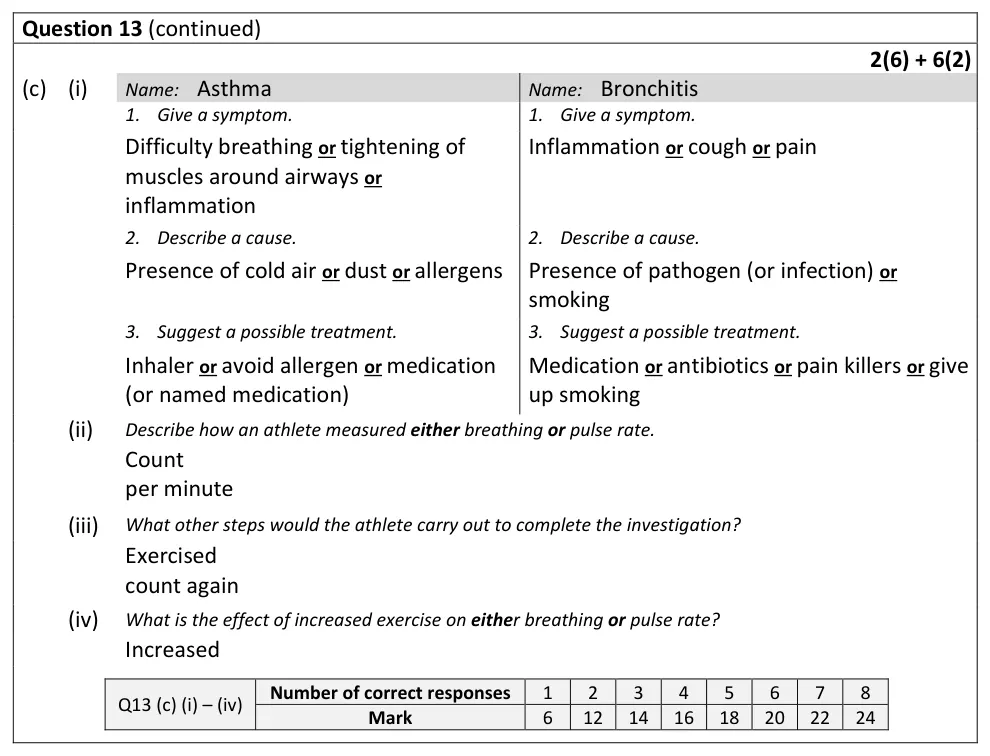 Question 13 (continued)
2(6) + 6(2)
(c) (i) Name: Asthma
1. Give a symptom.
Difficulty breathing or tightening of
muscles around airways or
inflammation
2. Describe a cause.
Presence of cold air or dust or allergens
3. Suggest a possible treatment.
Inhaler or avoid allergen or medication
(or named medication)
Name: Bronchitis
1. Give a symptom.
Inflammation or cough or pain
2. Describe a cause.
Presence of pathogen (or infection) or
smoking
3. Suggest a possible treatment.
Medication or antibiotics or pain killers or give
up smoking
(ii) Describe how an athlete measured either breathing or pulse rate.
Count
per minute
(iii) What other steps would the athlete carry out to complete the investigation?
Exercised
count again
(iv) What is the effect of increased exercise on either breathing or pulse rate?
Increased
Q13 (c) (i) – (iv)
Number of correct responses 1 2 3 4 5 6 7 8
Mark 6 12 14 16 18 20 22 24